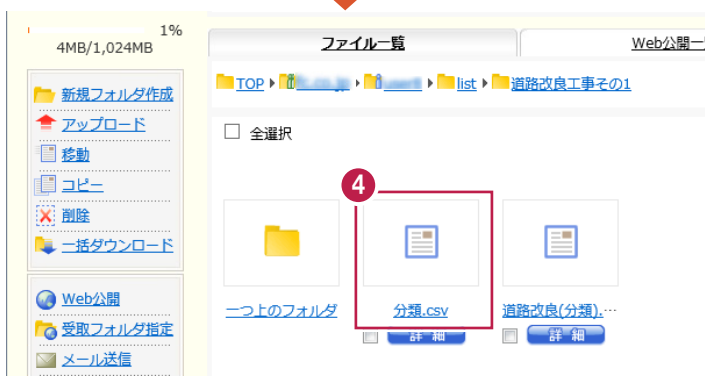 1%
4MB/1,024MB
新規フォルダ作成
アップロード
移動
コピー
削除
一括ダウンロード
Web公開
受取フォルダ指定
メール送信
ファイル一覧
Web公開一
TOP list 道路改良工事その1
全選択
4
一つ上のフォルダ
分類.csv
道路改良(分類).…
詳細
詳細